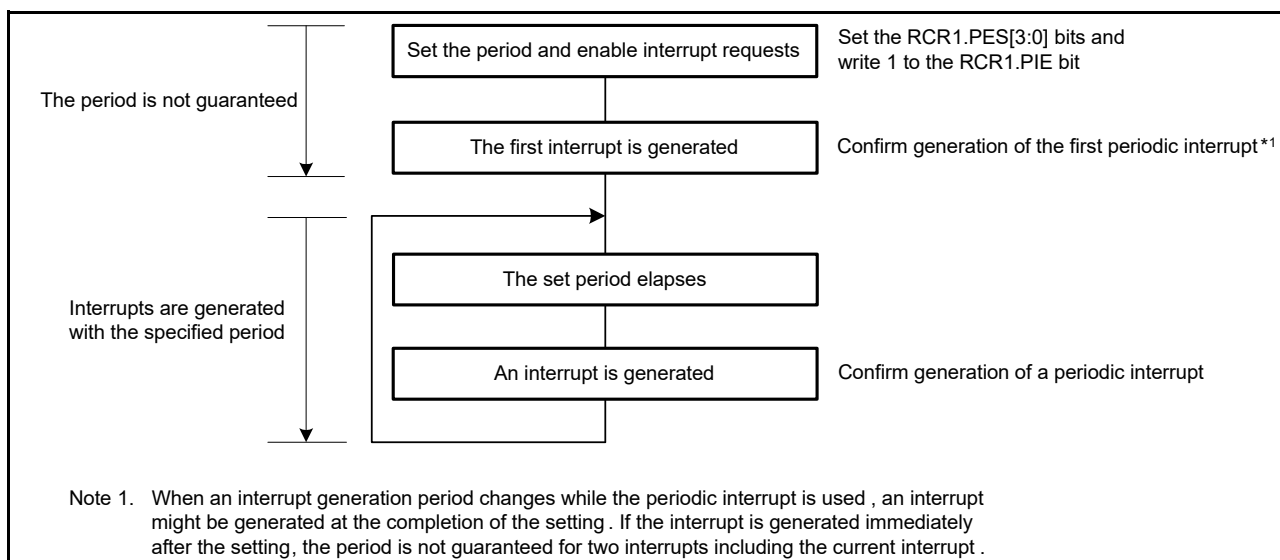 Set the period and enable interrupt requests
Set the RCR1.PES[3:0] bits and
write 1 to the RCR1.PIE bit
The period is not guaranteed
The first interrupt is generated
Confirm generation of the first periodic interrupt*1
The set period elapses
Interrupts are generated
with the specified period
An interrupt is generated
Confirm generation of a periodic interrupt
Note 1. When an interrupt generation period changes while the periodic interrupt is used , an interrupt
might be generated at the completion of the setting . If the interrupt is generated immediately
after the setting, the period is not guaranteed for two interrupts including the current interrupt .